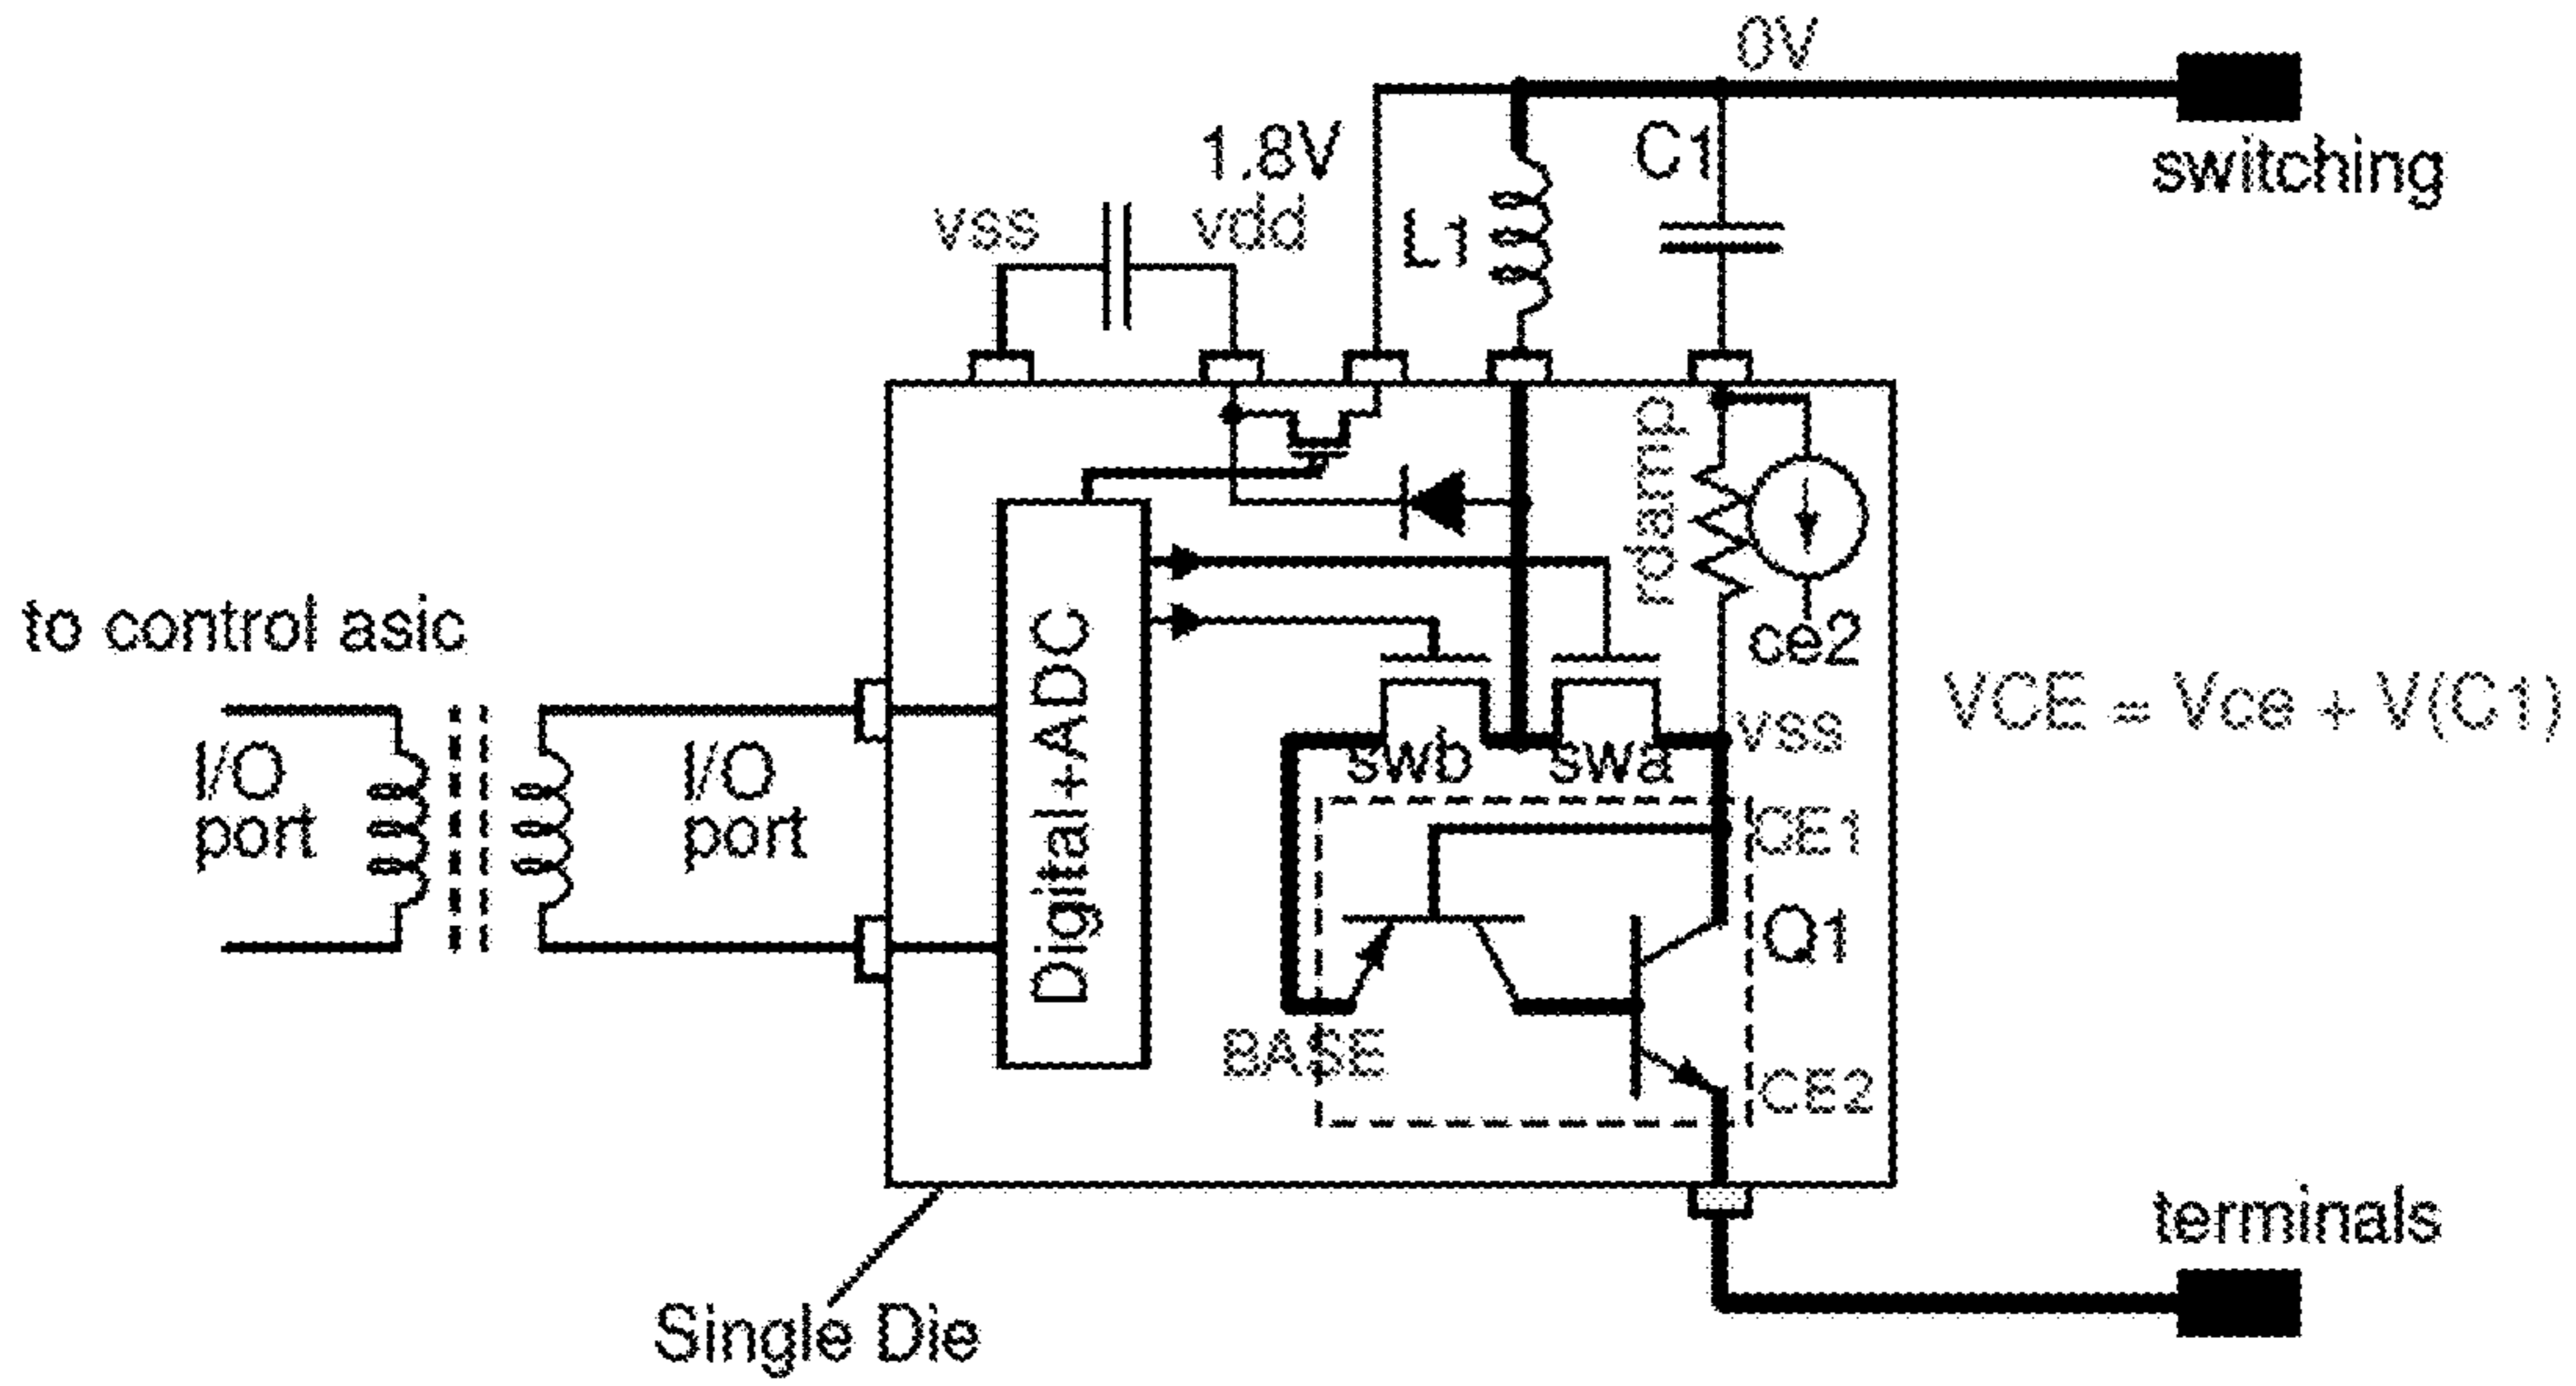 0V
switching
1.8V
C1
vss
vdd
L1
rdamp
ce2
to control asic
I/O
port
I/O
port
Digital+ADC
swb
swa
vss
VCE = Vce + V(C1)
CE1
Q1
BASE
CE2
terminals
Single Die